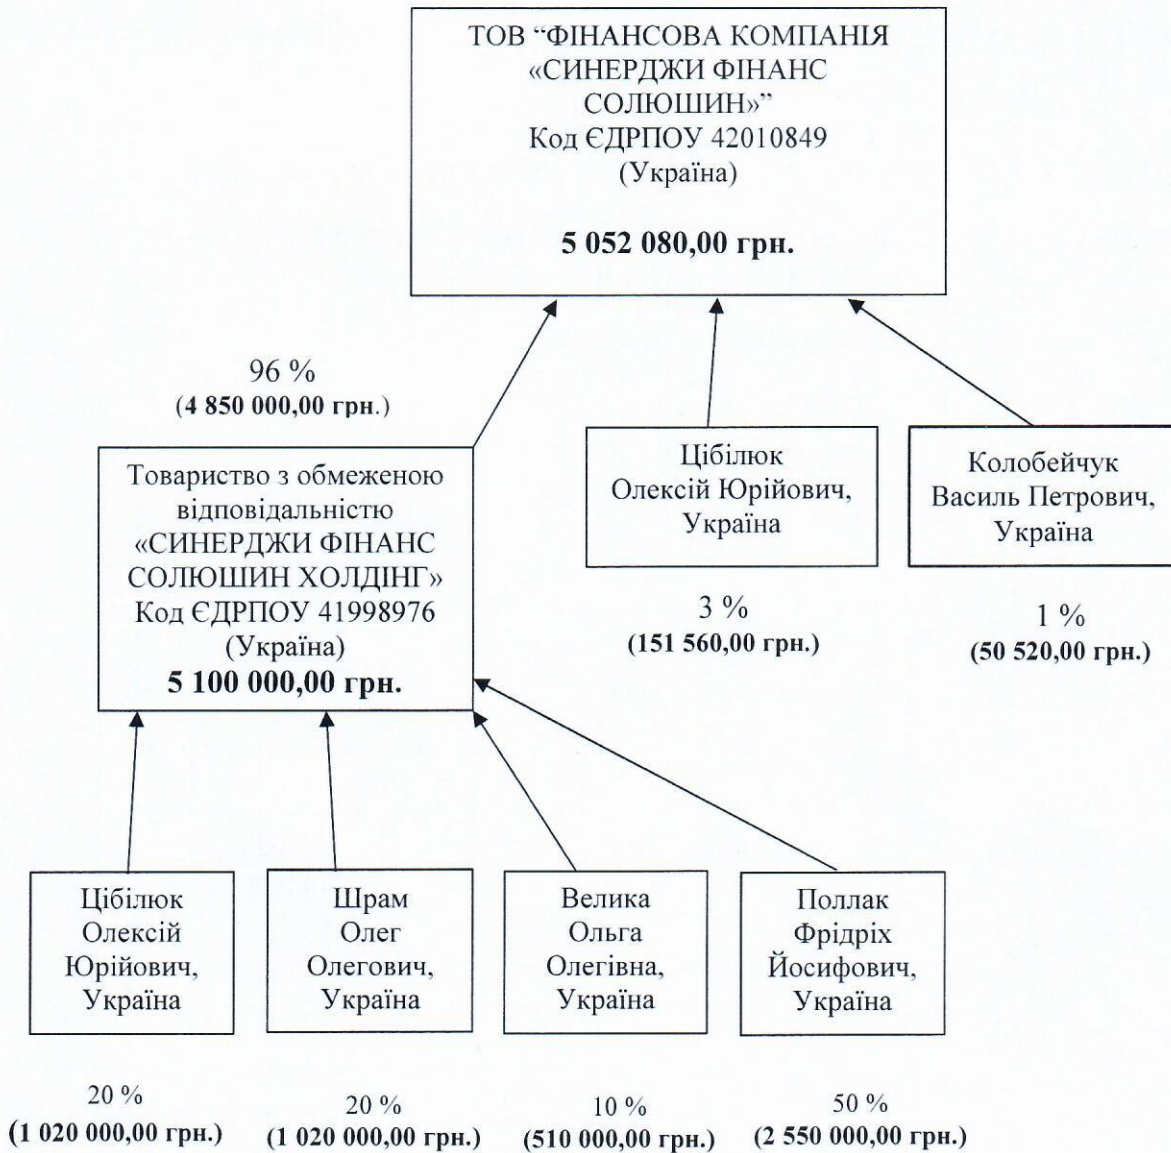 ТОВ “ФІНАНСОВА КОМПАНІЯ
«СИНЕРДЖИ ФІНАНС
СОЛЮШИН»”
Код ЄДРПОУ 42010849
(Україна)
5 052 080,00 грн.
96 %
(4 850 000,00 грн.)
Товариство з обмеженою
відповідальністю
«СИНЕРДЖИ ФІНАНС
СОЛЮШИН ХОЛДІНГ»
Код ЄДРПОУ 41998976
(Україна)
5 100 000,00 грн.
Цібілюк
Олексій Юрійович,
Україна
3 %
(151 560,00 грн.)
Колобейчук
Василь Петрович,
Україна
1 %
(50 520,00 грн.)
Цібілюк
Олексій
Юрійович,
Україна
20 %
(1 020 000,00 грн.)
Шрам
Олег
Олегович,
Україна
20 %
(1 020 000,00 грн.)
Велика
Ольга
Олегівна,
Україна
10 %
(510 000,00 грн.)
Поллак
Фрідріх
Йосифович,
Україна
50 %
(2 550 000,00 грн.)